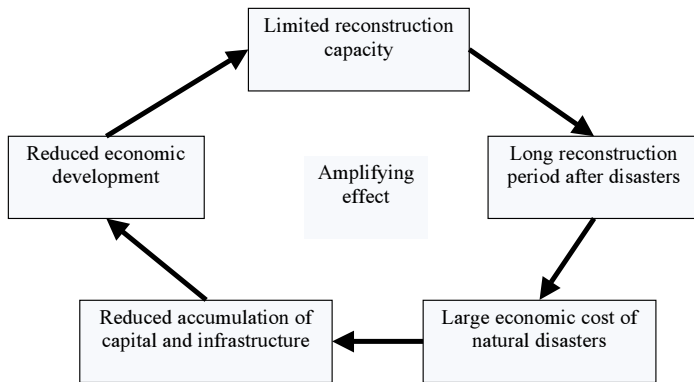 Limited reconstruction
capacity
Reduced economic
development
Amplifying
effect
Long reconstruction
period after disasters
Reduced accumulation of
capital and infrastructure
Large economic cost of
natural disasters